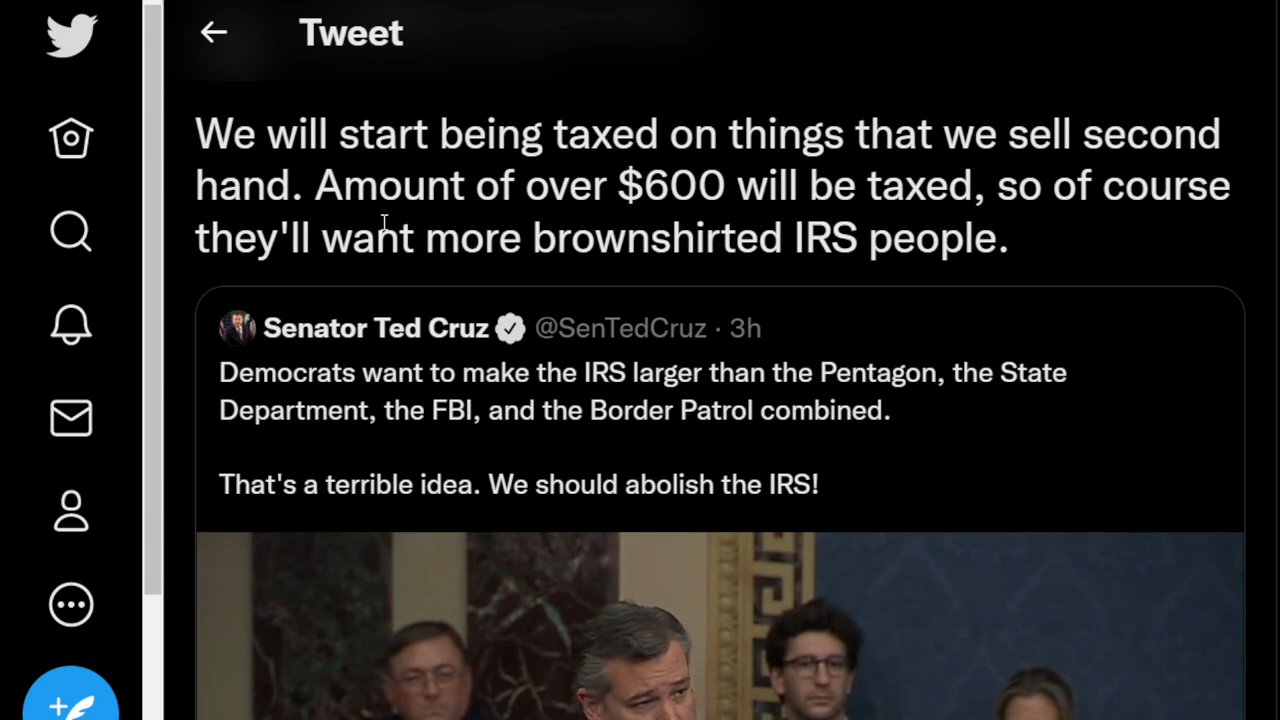 Tweet
We will start being taxed on things that we sell second
hand. Amount of over $600 will be taxed, so of course
they'll want more brownshirted IRS people.
Senator Ted Cruz @SenTedCruz · 3h
Democrats want to make the IRS larger than the Pentagon, the State
Department, the FBI, and the Border Patrol combined.
That's a terrible idea. We should abolish the IRS!